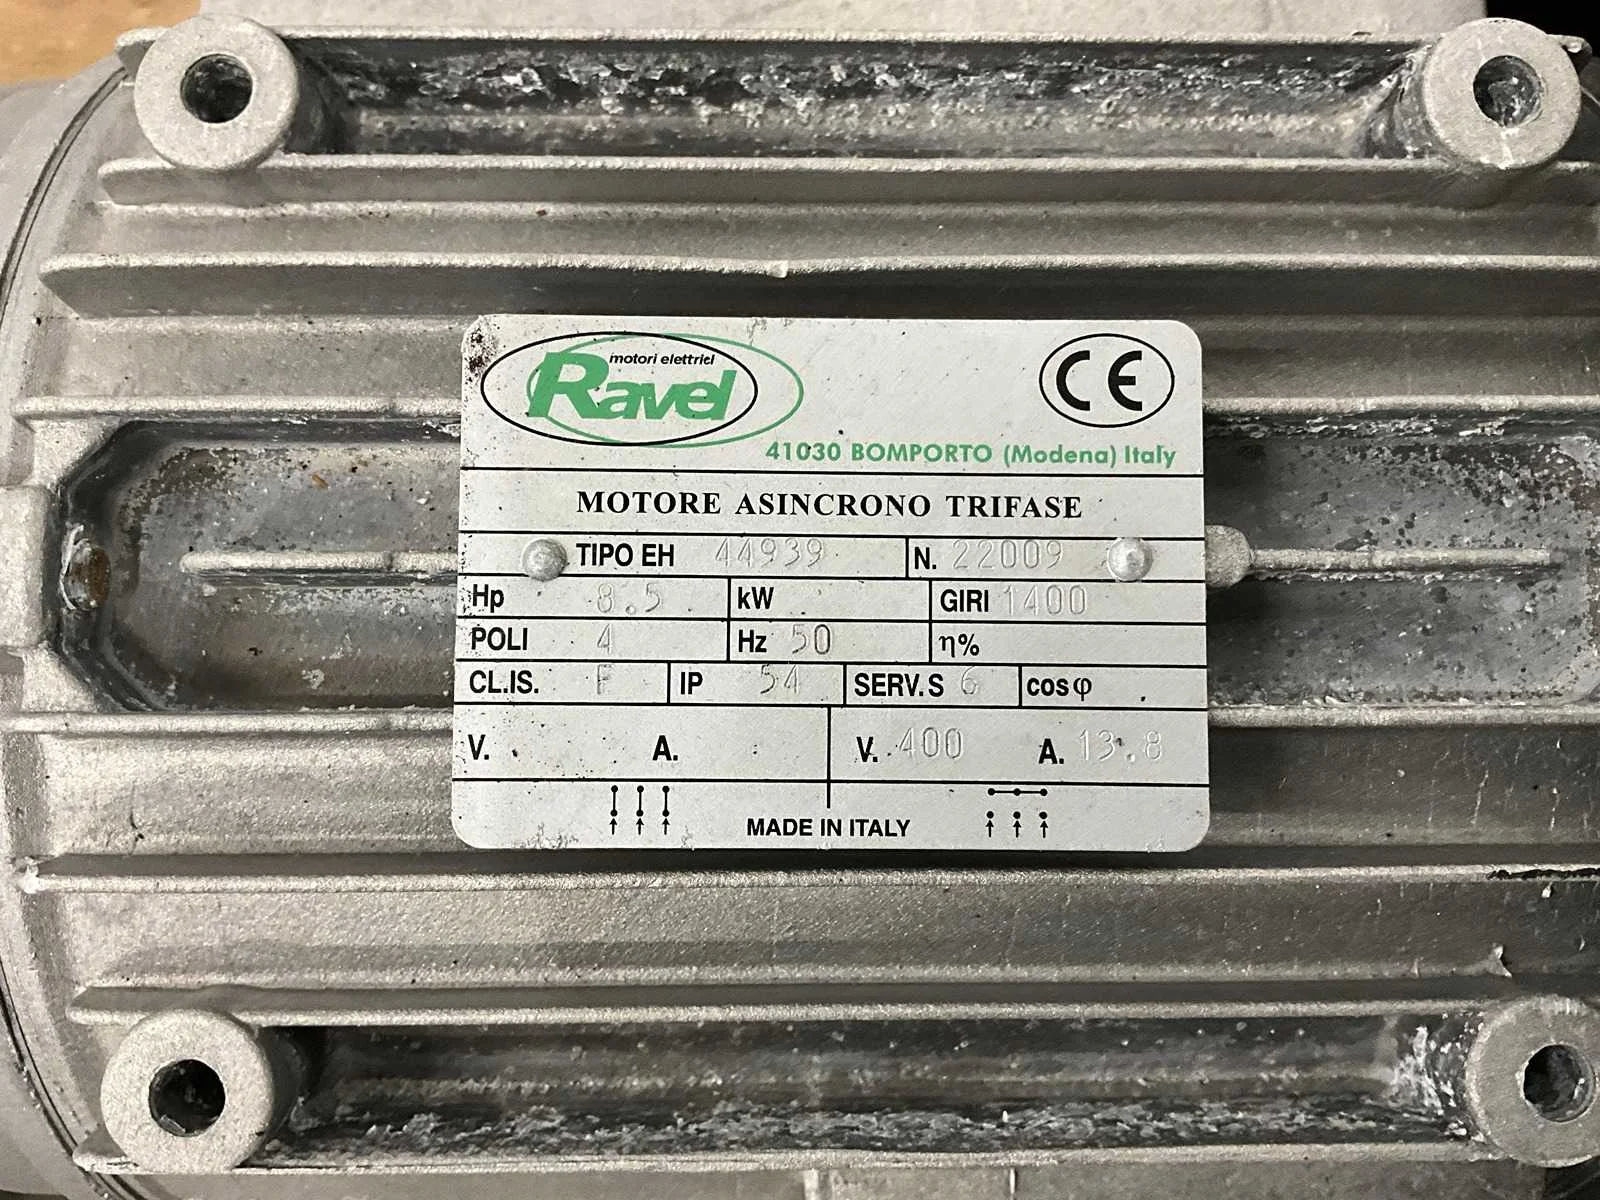 motori elettrici
Ravel
CE
41030 BOMPORTO (Modena) Italy
MOTORE ASINCRONO TRIFASE
TIPO EH 44939 N. 22009
Hp 8.5 kW GIRI 1400
POLI 4 Hz 50 η%
CL.IS. F IP 54 SERV. S 6 cos φ
V. A. V. 400 A. 13.8
MADE IN ITALY